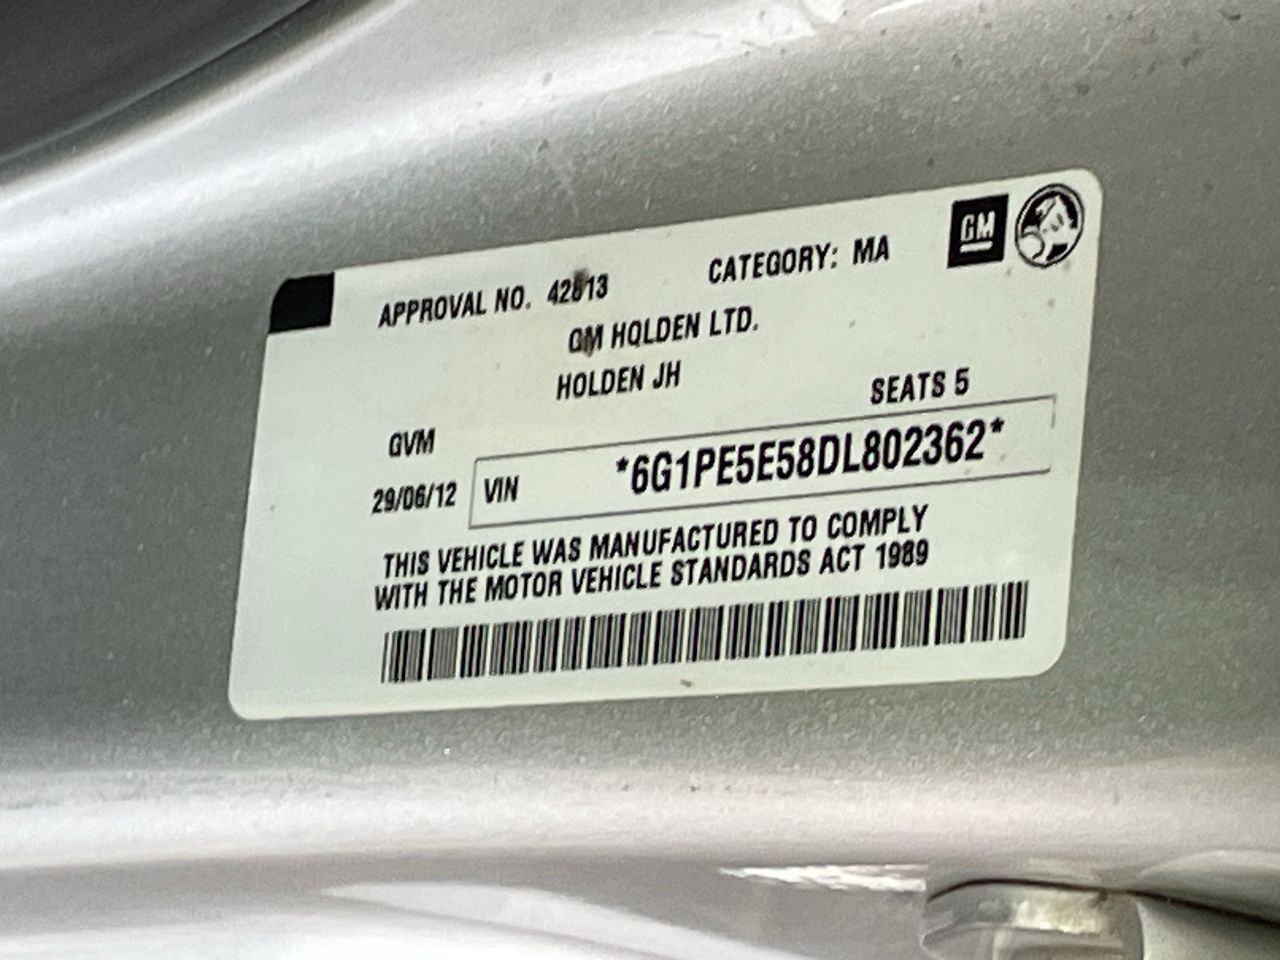 GM
APPROVAL NO. 42813 CATEGORY: MA
GM HOLDEN LTD.
HOLDEN JH
SEATS 5
GVM
29/06/12 VIN *6G1PE5E58DL802362*
THIS VEHICLE WAS MANUFACTURED TO COMPLY
WITH THE MOTOR VEHICLE STANDARDS ACT 1989